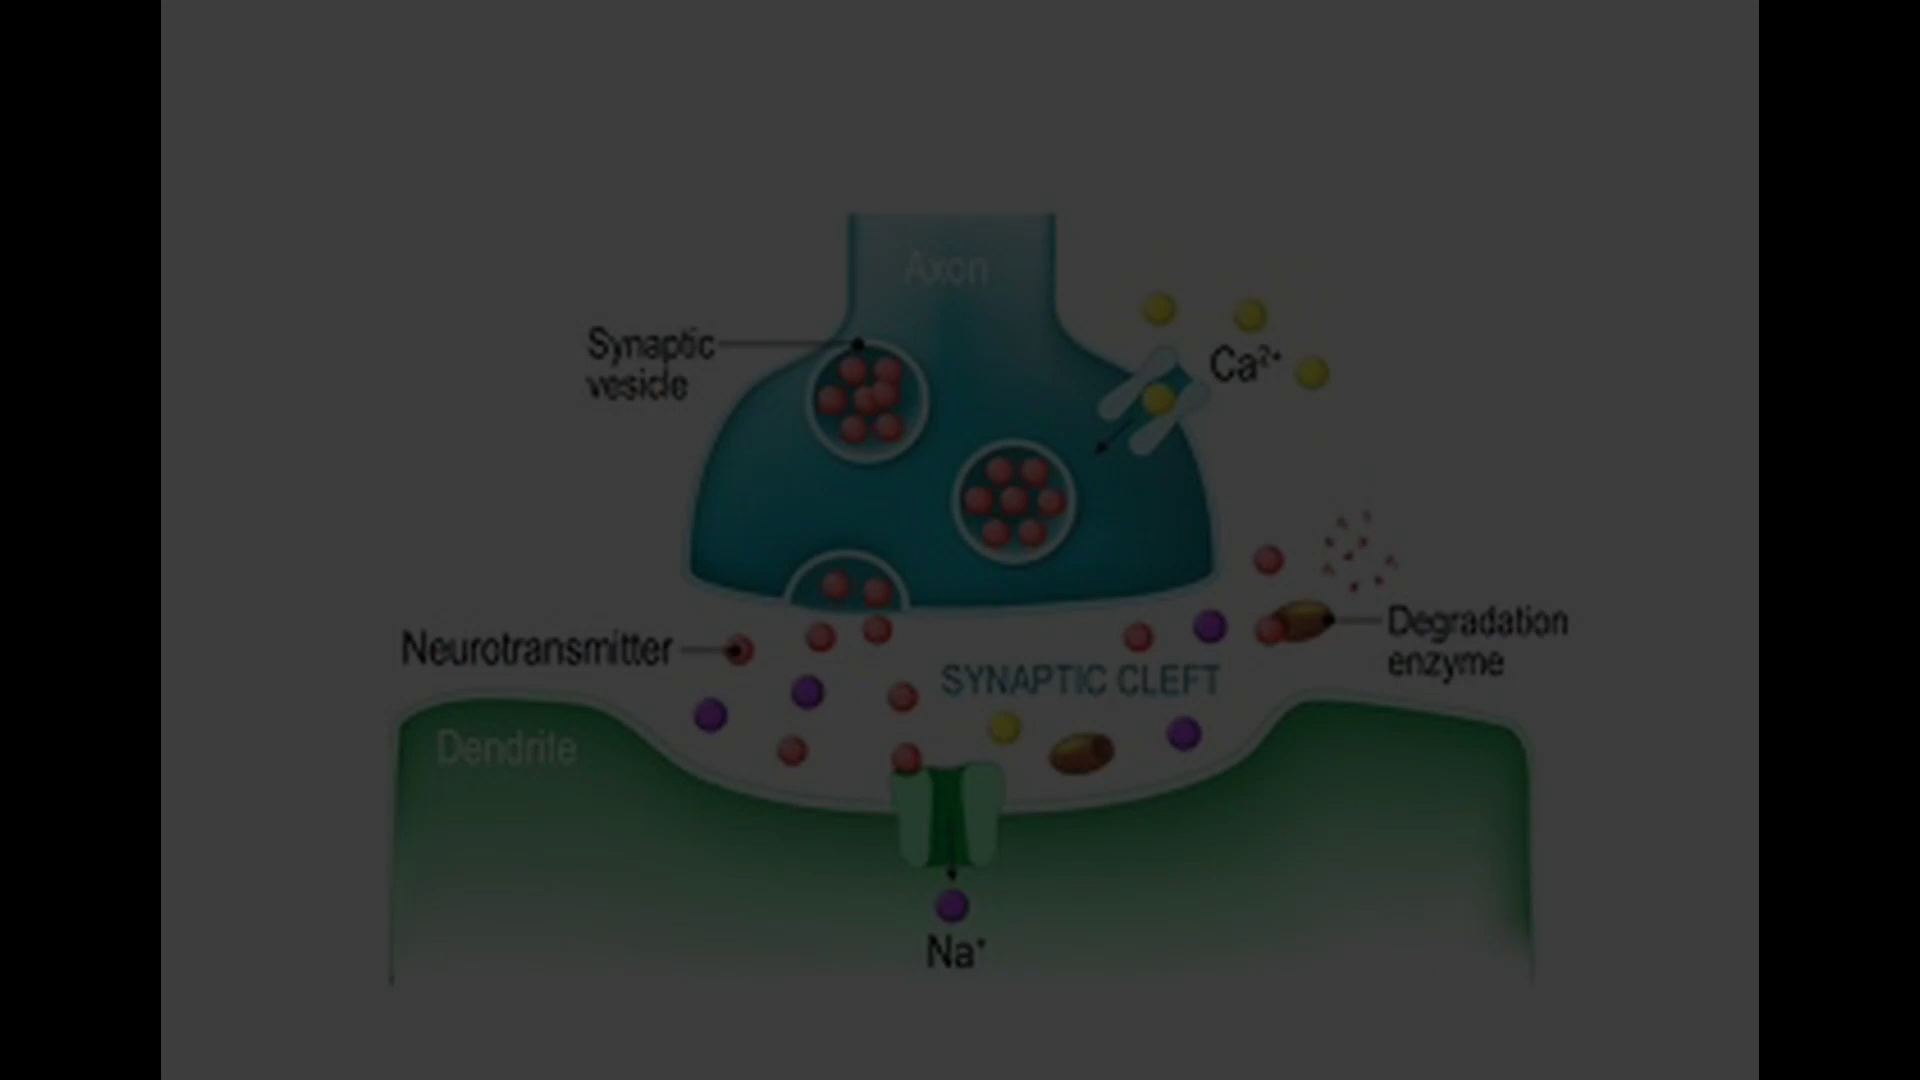 Axon
Synaptic
vesicle
Ca²⁺
Neurotransmitter
Degradation
enzyme
SYNAPTIC CLEFT
Dendrite
Na⁺